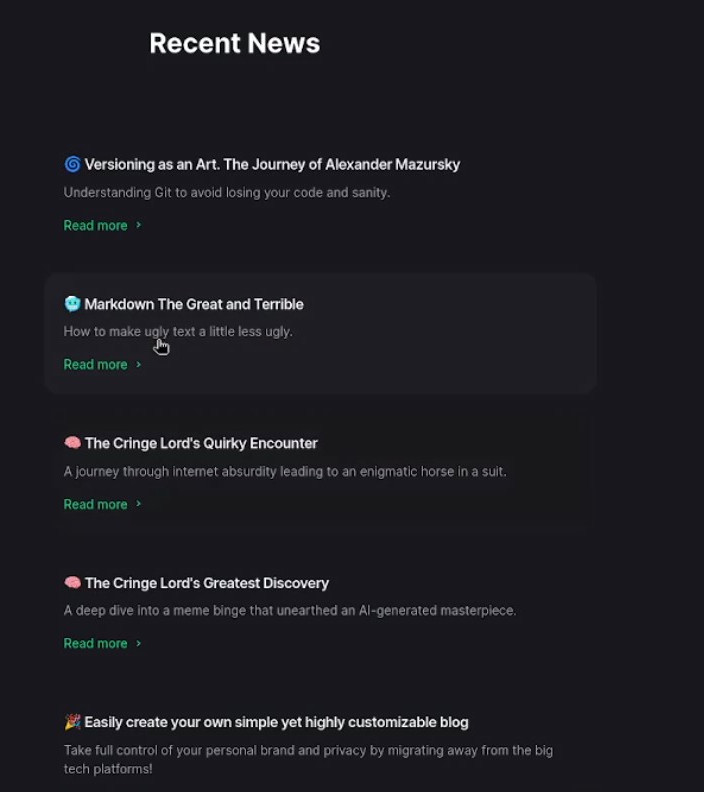 Recent News
🌀 Versioning as an Art. The Journey of Alexander Mazursky
Understanding Git to avoid losing your code and sanity.
Read more ›
🥶 Markdown The Great and Terrible
How to make ugly text a little less ugly.
Read more ›
🧠 The Cringe Lord's Quirky Encounter
A journey through internet absurdity leading to an enigmatic horse in a suit.
Read more ›
🧠 The Cringe Lord's Greatest Discovery
A deep dive into a meme binge that unearthed an AI-generated masterpiece.
Read more ›
🎉 Easily create your own simple yet highly customizable blog
Take full control of your personal brand and privacy by migrating away from the big
tech platforms!